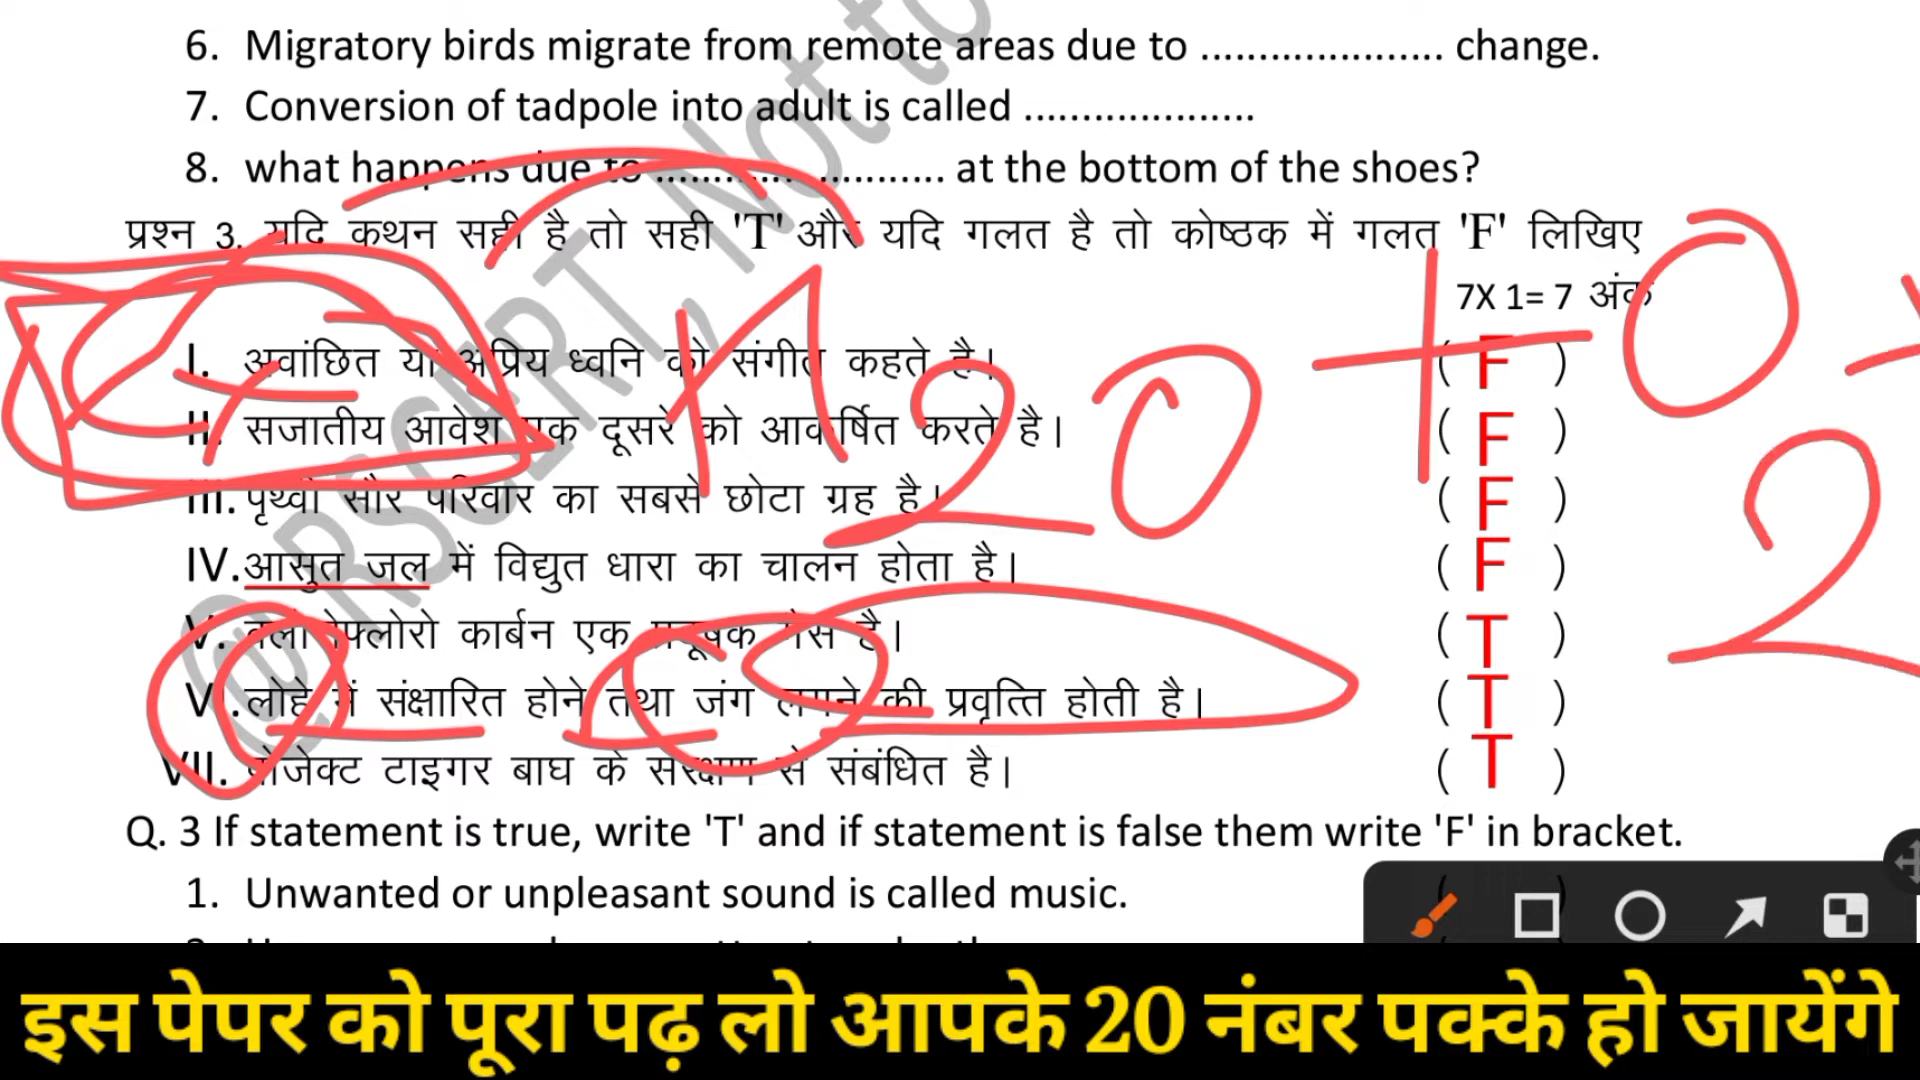 6. Migratory birds migrate from remote areas due to ..................... change.
7. Conversion of tadpole into adult is called ....................
8. what happens due to ......................... at the bottom of the shoes?
प्रश्न 3. यदि कथन सही है तो सही 'T' और यदि गलत है तो कोष्ठक में गलत 'F' लिखिए
7X 1= 7 अंक
I. अवांछित या अप्रिय ध्वनि को संगीत कहते है। ( F )
II. सजातीय आवेश एक दूसरे को आकर्षित करते है। ( F )
III. पृथ्वी सौर परिवार का सबसे छोटा ग्रह है। ( F )
IV. आसुत जल में विद्युत धारा का चालन होता है। ( F )
V. कार्बन एक है। ( T )
V . लोहे में संक्षारित होने तथा जंग लगने की प्रवृत्ति होती है। ( T )
VII. प्रोजेक्ट टाइगर बाघ के संरक्षण से संबंधित है। ( T )
Q. 3 If statement is true, write 'T' and if statement is false them write 'F' in bracket.
1. Unwanted or unpleasant sound is called music.
@RSCERT, Not to
20 + 0
2
इस पेपर को पूरा पढ़ लो आपके 20 नंबर पक्के हो जायेंगे